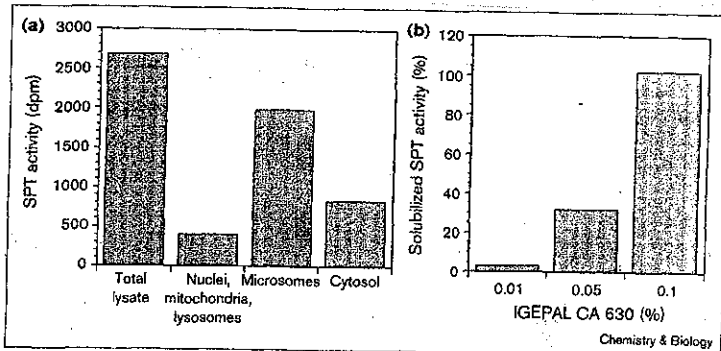 (a)
3000
2500
2000
1500
1000
500
0
SPT activity (dpm)
Total
lysate
Nuclei,
mitochondria,
lysosomes
Microsomes
Cytosol
(b)
120
100
80
60
40
20
0
Solubilized SPT activity (%)
0.01
0.05
0.1
IGEPAL CA 630 (%)
Chemistry & Biology